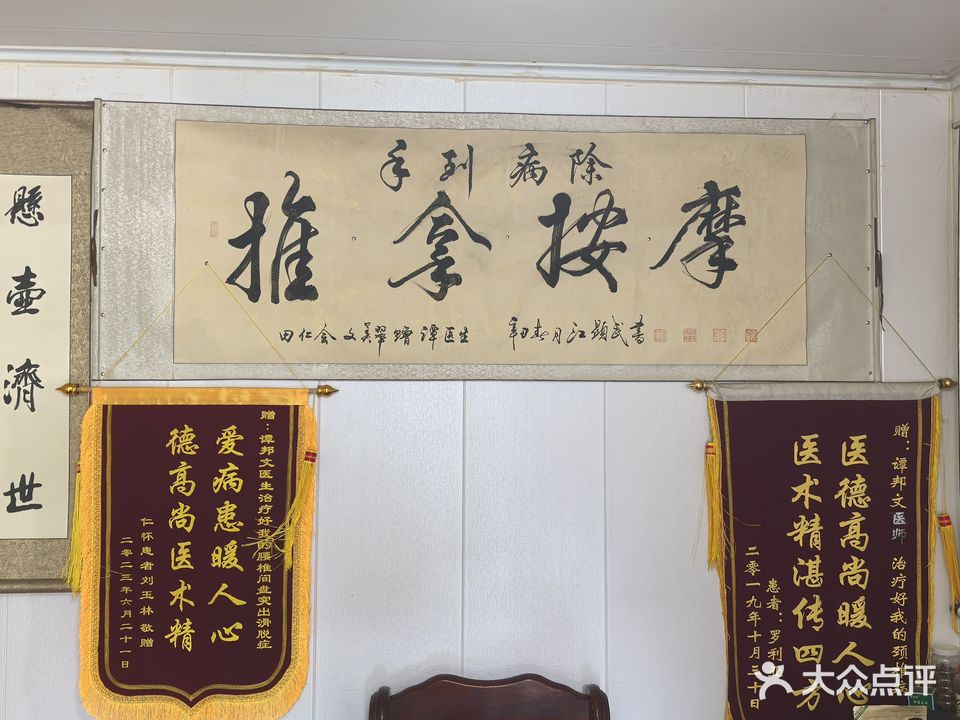 懸壺濟世
手到病除
推拿按摩
田仁会 文美翠 赠 谭医生
月江顯武書
赠：谭邦文医生治疗好我的腰椎间盘突出滑脱症
爱病患暖人心
德高尚医术精
仁怀患者刘玉林 敬赠
二零二三年六月二十一日
赠：谭邦文医师 治疗好我的颈椎
医德高尚暖人心
医术精湛传四方
患者：罗利
二零一九年十月三十日
大众点评